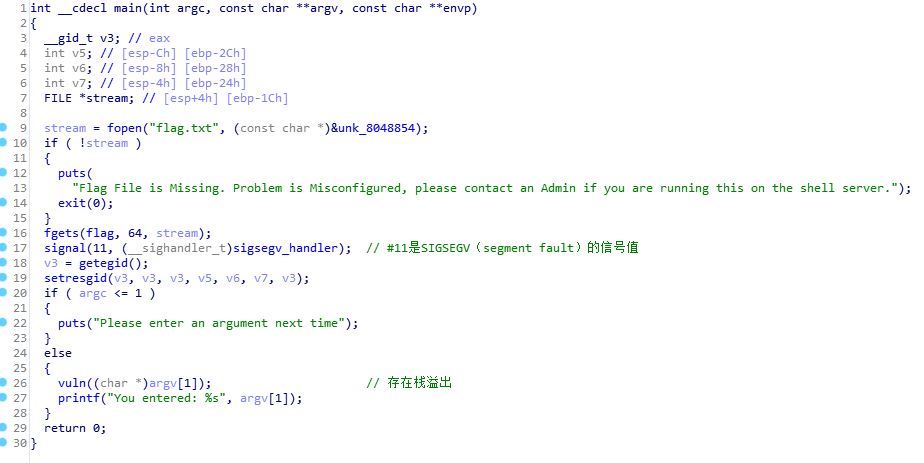 1 int __cdecl main(int argc, const char **argv, const char **envp)
2 {
3 __gid_t v3; // eax
4 int v5; // [esp-Ch] [ebp-2Ch]
5 int v6; // [esp-8h] [ebp-28h]
6 int v7; // [esp-4h] [ebp-24h]
7 FILE *stream; // [esp+4h] [ebp-1Ch]
8
9 stream = fopen("flag.txt", (const char *)&unk_8048854);
10 if ( !stream )
11 {
12 puts(
13 "Flag File is Missing. Problem is Misconfigured, please contact an Admin if you are running this on the shell server.");
14 exit(0);
15 }
16 fgets(flag, 64, stream);
17 signal(11, (__sighandler_t)sigsegv_handler); // #11是SIGSEGV（segment fault）的信号值
18 v3 = getegid();
19 setresgid(v3, v3, v3, v5, v6, v7, v3);
20 if ( argc <= 1 )
21 {
22 puts("Please enter an argument next time");
23 }
24 else
25 {
26 vuln((char *)argv[1]); // 存在栈溢出
27 printf("You entered: %s", argv[1]);
28 }
29 return 0;
30 }